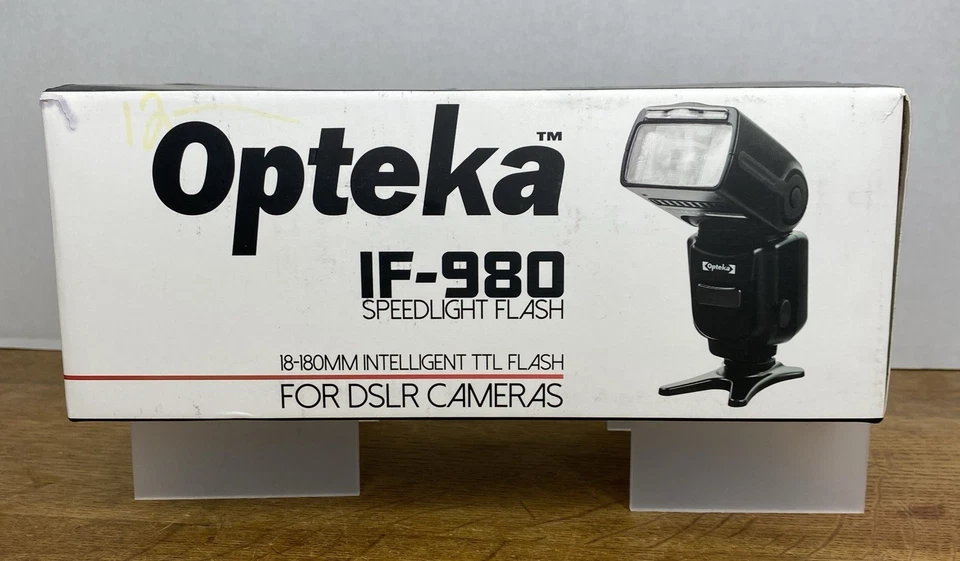 12
Opteka™
IF-980
SPEEDLIGHT FLASH
18-180MM INTELLIGENT TTL FLASH
FOR DSLR CAMERAS
Opteka